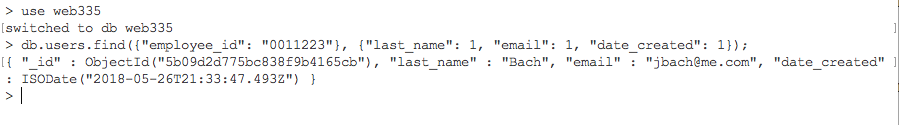 > use web335
[switched to db web335 ]
> db.users.find({"employee_id": "0011223"}, {"last_name": 1, "email": 1, "date_created": 1});
[{ "_id" : ObjectId("5b09d2d775bc838f9b4165cb"), "last_name" : "Bach", "email" : "jbach@me.com", "date_created" ]
: ISODate("2018-05-26T21:33:47.493Z") }
>